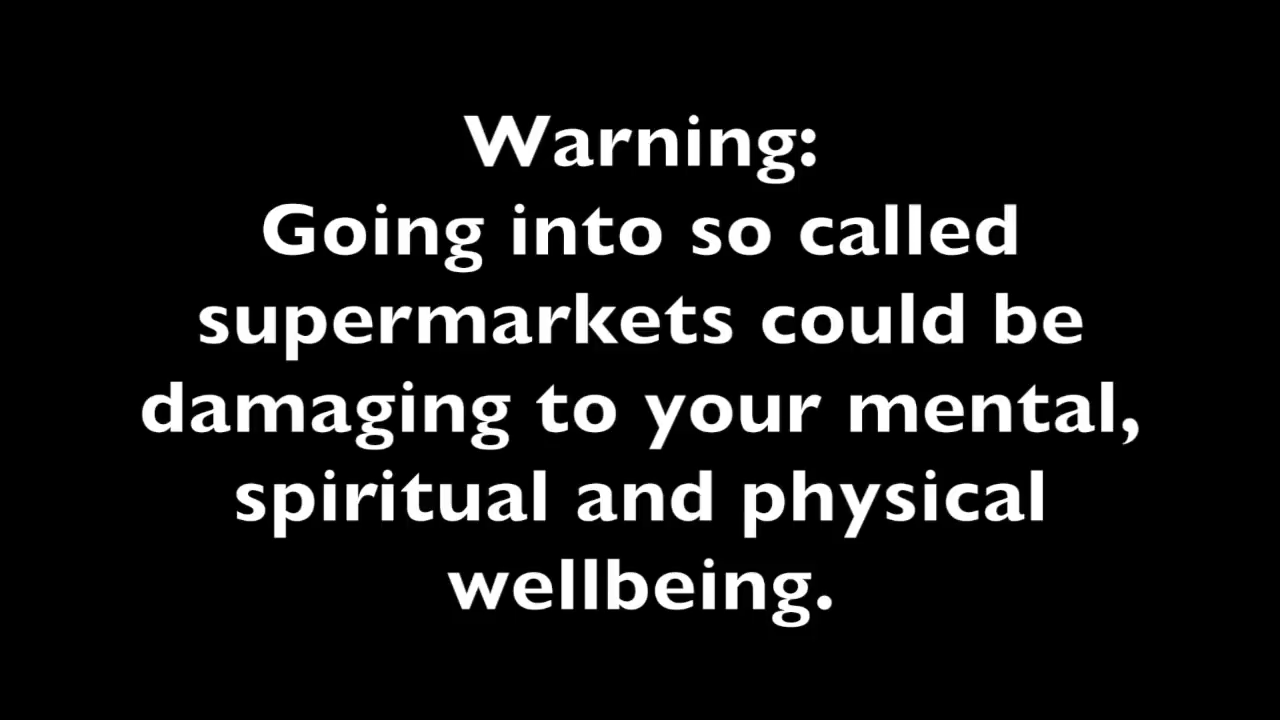 Warning:
Going into so called
supermarkets could be
damaging to your mental,
spiritual and physical
wellbeing.